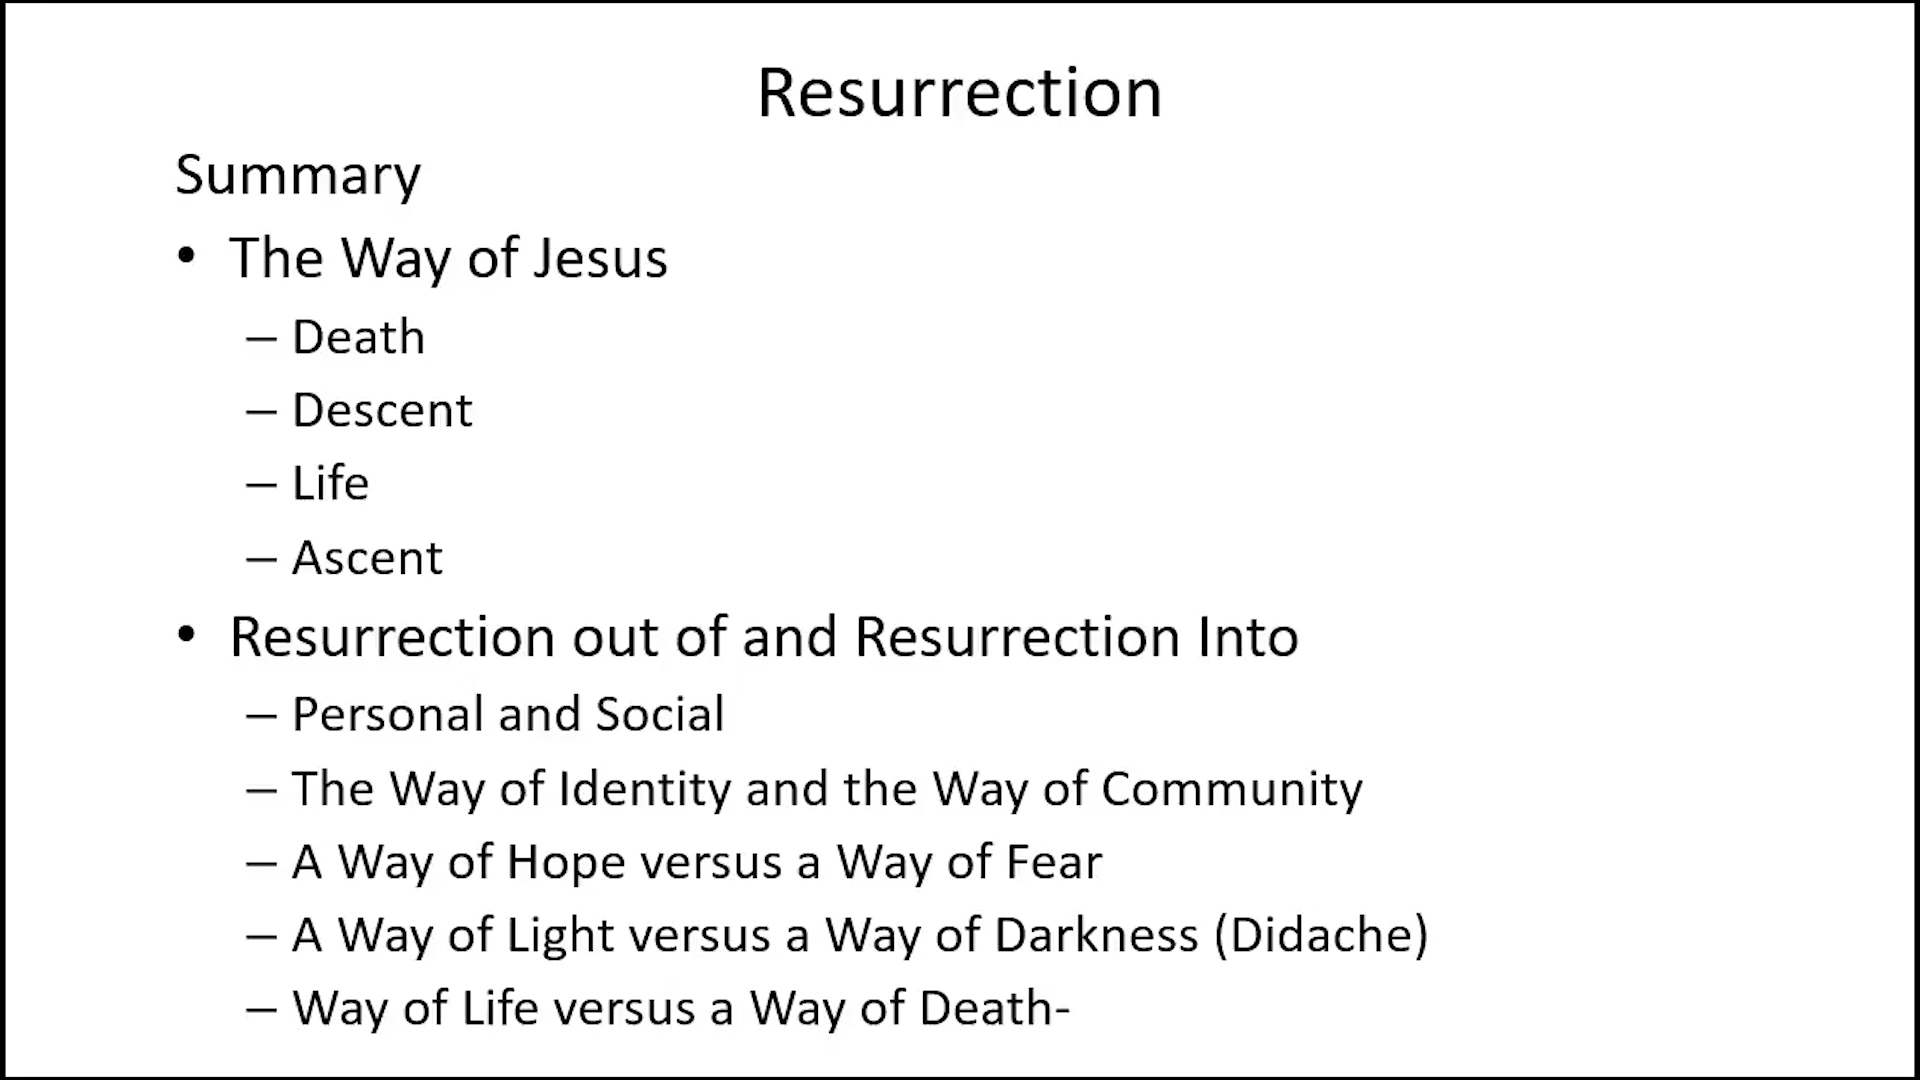 Resurrection
Summary
• The Way of Jesus
– Death
– Descent
– Life
– Ascent
• Resurrection out of and Resurrection Into
– Personal and Social
– The Way of Identity and the Way of Community
– A Way of Hope versus a Way of Fear
– A Way of Light versus a Way of Darkness (Didache)
– Way of Life versus a Way of Death-